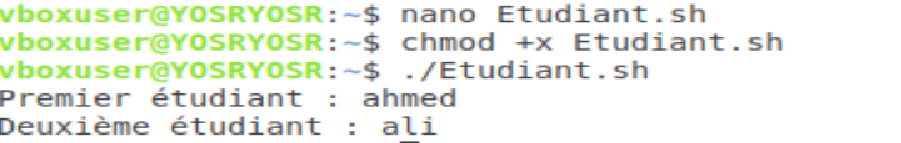 vboxuser@YOSRYOSR:~$ nano Etudiant.sh
vboxuser@YOSRYOSR:~$ chmod +x Etudiant.sh
vboxuser@YOSRYOSR:~$ ./Etudiant.sh
Premier étudiant : ahmed
Deuxième étudiant : ali